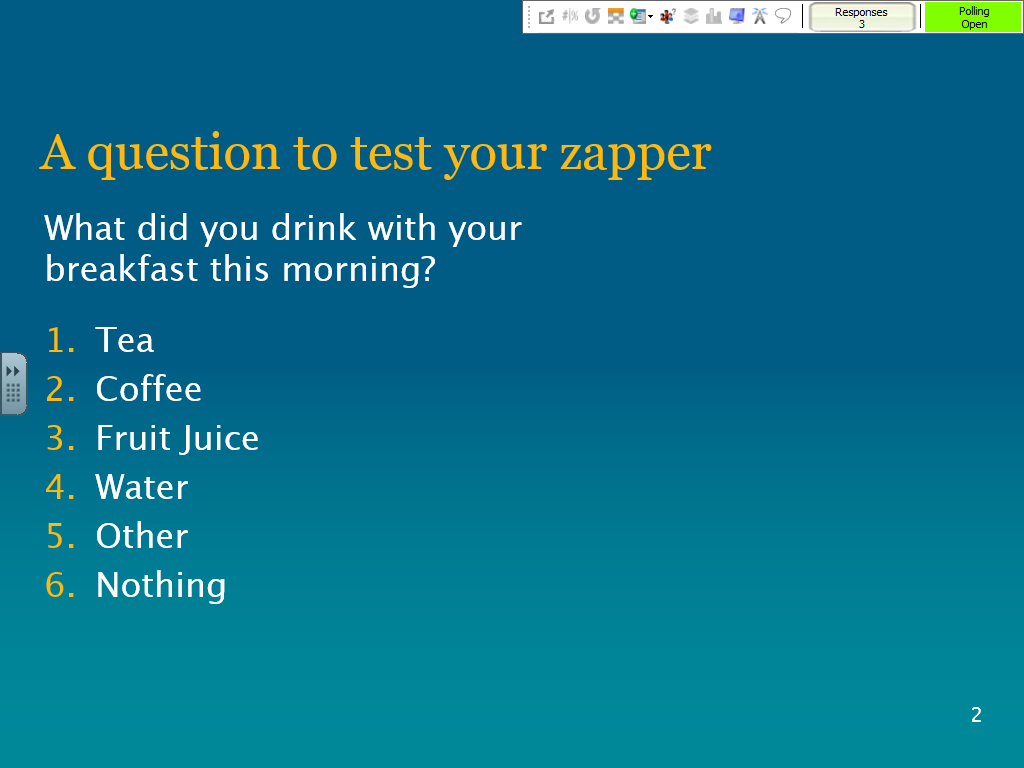 Responses
3
Polling
Open
A question to test your zapper
What did you drink with your
breakfast this morning?
1. Tea
2. Coffee
3. Fruit Juice
4. Water
5. Other
6. Nothing
2